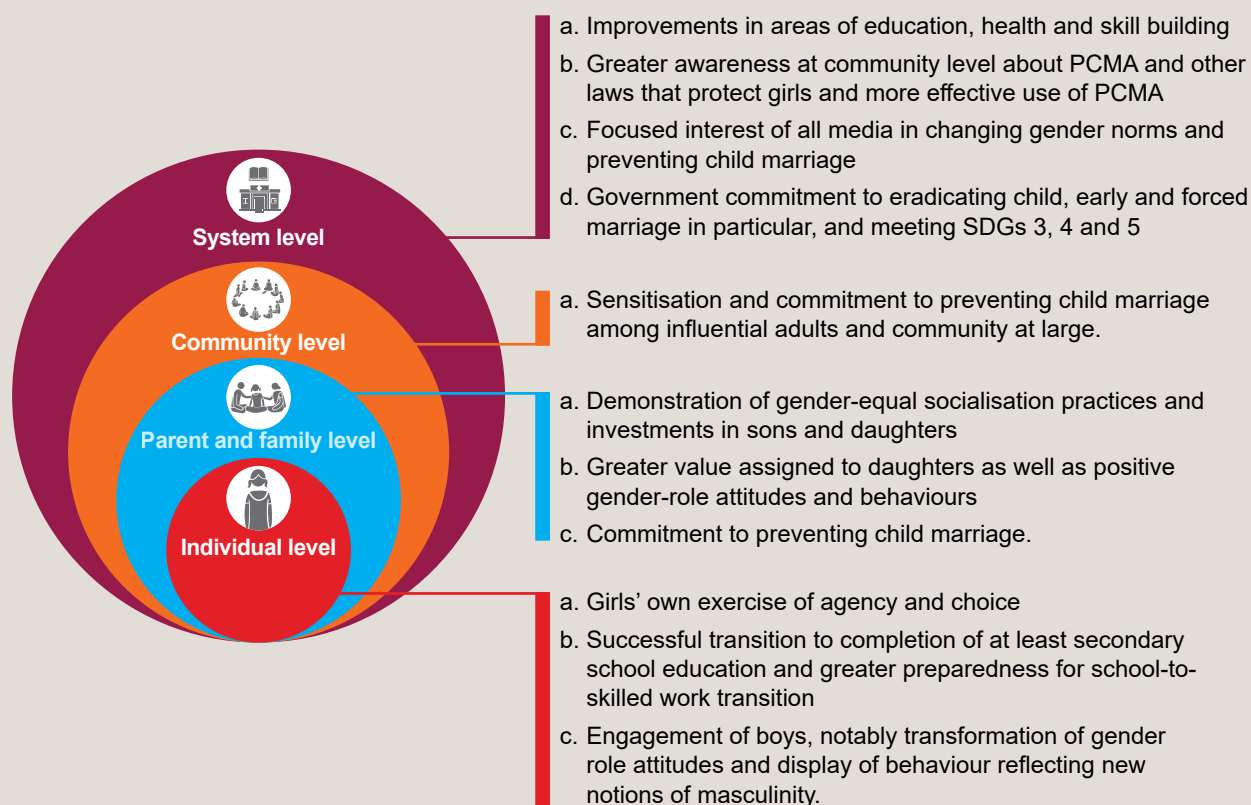 System level
Community level
Parent and family level
Individual level
a. Improvements in areas of education, health and skill building
b. Greater awareness at community level about PCMA and other
laws that protect girls and more effective use of PCMA
c. Focused interest of all media in changing gender norms and
preventing child marriage
d. Government commitment to eradicating child, early and forced
marriage in particular, and meeting SDGs 3, 4 and 5
a. Sensitisation and commitment to preventing child marriage
among influential adults and community at large.
a. Demonstration of gender-equal socialisation practices and
investments in sons and daughters
b. Greater value assigned to daughters as well as positive
gender-role attitudes and behaviours
c. Commitment to preventing child marriage.
a. Girls’ own exercise of agency and choice
b. Successful transition to completion of at least secondary
school education and greater preparedness for school-to-
skilled work transition
c. Engagement of boys, notably transformation of gender
role attitudes and display of behaviour reflecting new
notions of masculinity.